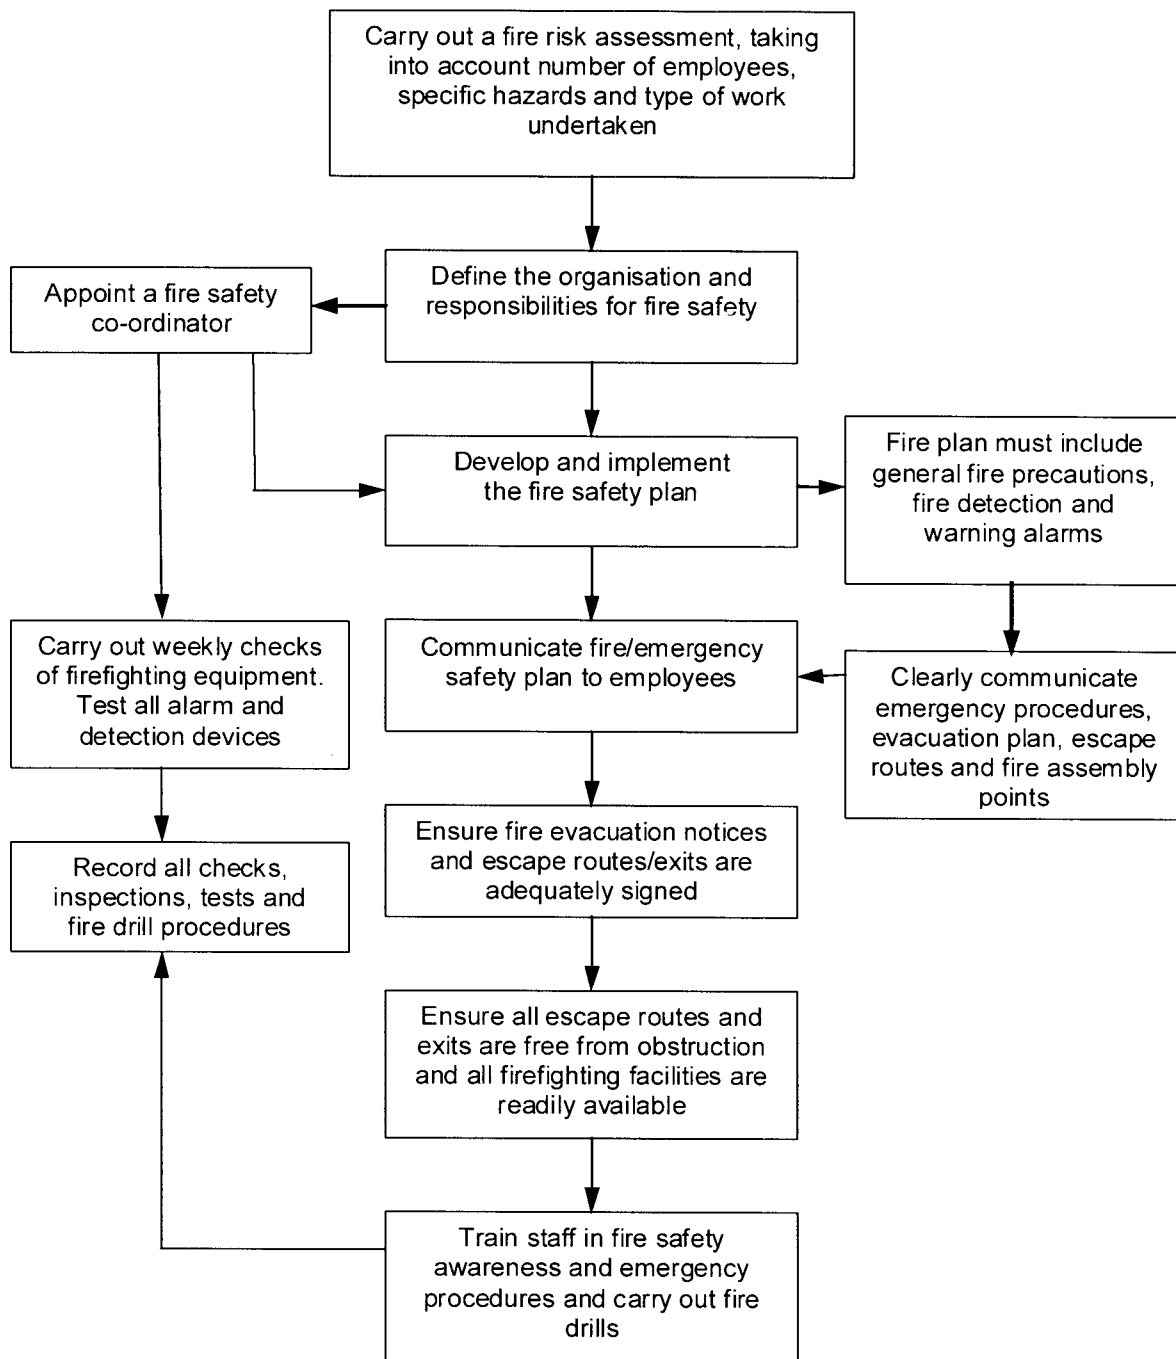 Carry out a fire risk assessment, taking
into account number of employees,
specific hazards and type of work
undertaken
Define the organisation and
responsibilities for fire safety
Appoint a fire safety
co-ordinator
Develop and implement
the fire safety plan
Fire plan must include
general fire precautions,
fire detection and
warning alarms
Carry out weekly checks
of firefighting equipment.
Test all alarm and
detection devices
Communicate fire/emergency
safety plan to employees
Clearly communicate
emergency procedures,
evacuation plan, escape
routes and fire assembly
points
Ensure fire evacuation notices
and escape routes/exits are
adequately signed
Record all checks,
inspections, tests and
fire drill procedures
Ensure all escape routes and
exits are free from obstruction
and all firefighting facilities are
readily available
Train staff in fire safety
awareness and emergency
procedures and carry out fire
drills